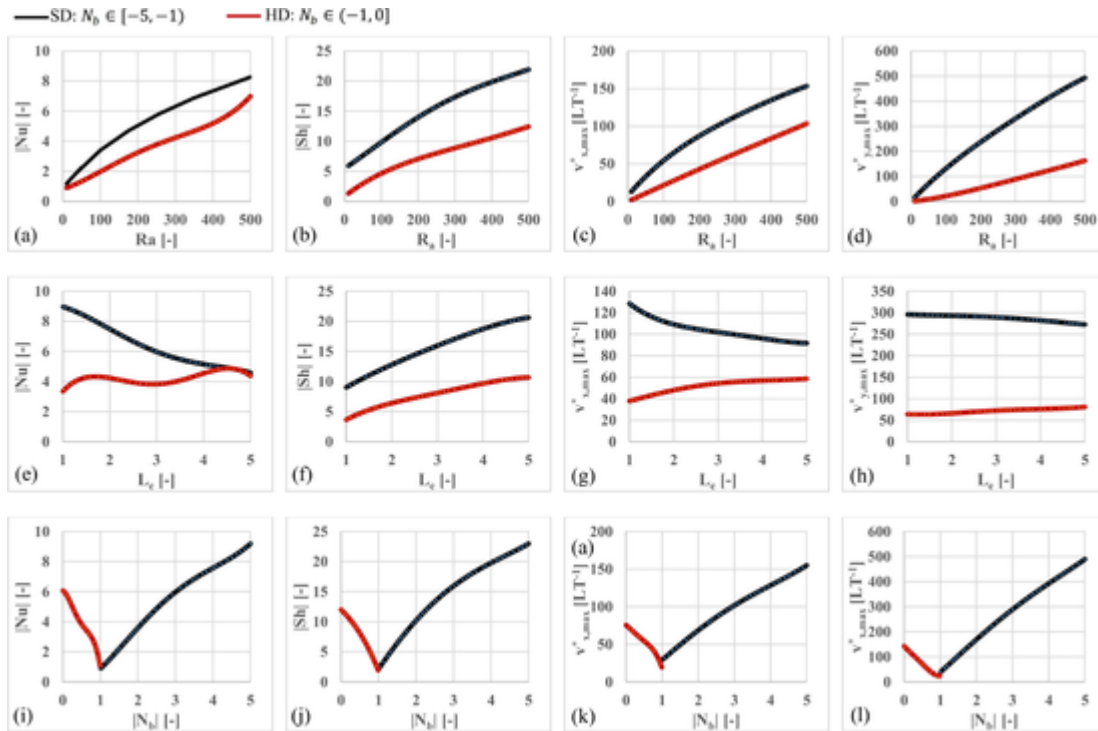 SD: N_b ∈ [−5, −1) HD: N_b ∈ (−1, 0]
|Nu| [-]
10
8
6
4
2
0
0 100 200 300 400 500
(a) Ra [-]
|Sh| [-]
25
20
15
10
5
0
0 100 200 300 400 500
(b) R_a [-]
v*_x,max [LT⁻¹]
200
150
100
50
0
0 100 200 300 400 500
(c) R_a [-]
v*_y,max [LT⁻¹]
600
500
400
300
200
100
0
0 100 200 300 400 500
(d) R_a [-]
|Nu| [-]
10
8
6
4
2
0
1 2 3 4 5
(e) L_e [-]
|Sh| [-]
25
20
15
10
5
0
1 2 3 4 5
(f) L_e [-]
v*_x,max [LT⁻¹]
140
120
100
80
60
40
20
0
1 2 3 4 5
(g) L_e [-]
v*_y,max [LT⁻¹]
350
300
250
200
150
100
50
0
1 2 3 4 5
(h) L_e [-]
|Nu| [-]
10
8
6
4
2
0
0 1 2 3 4 5
(i) |N_b| [-]
|Sh| [-]
25
20
15
10
5
0
0 1 2 3 4 5
(j) |N_b| [-]
(a)
v*_x,max [LT⁻¹]
200
150
100
50
0
0 1 2 3 4 5
(k) |N_b| [-]
v*_x,max [LT⁻¹]
600
500
400
300
200
100
0
0 1 2 3 4 5
(l) |N_b| [-]